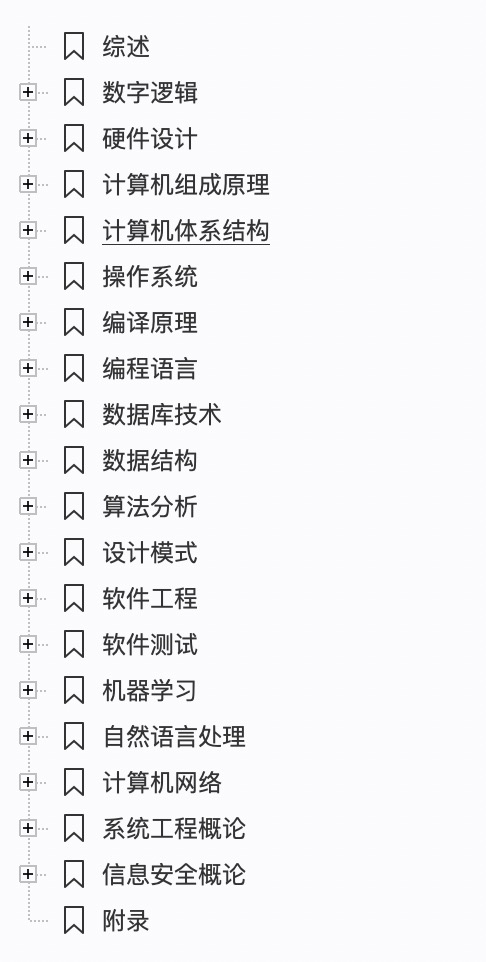 综述
数字逻辑
硬件设计
计算机组成原理
计算机体系结构
操作系统
编译原理
编程语言
数据库技术
数据结构
算法分析
设计模式
软件工程
软件测试
机器学习
自然语言处理
计算机网络
系统工程概论
信息安全概论
附录